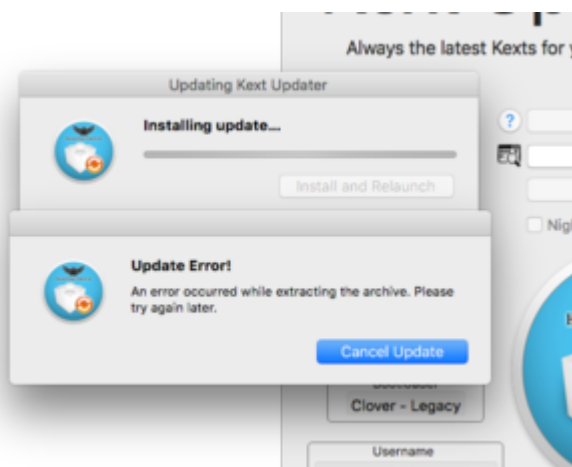 Always the latest Kexts for
Updating Kext Updater
Installing update...
Install and Relaunch
Update Error!
An error occurred while extracting the archive. Please
try again later.
Cancel Update
Clover - Legacy
Username